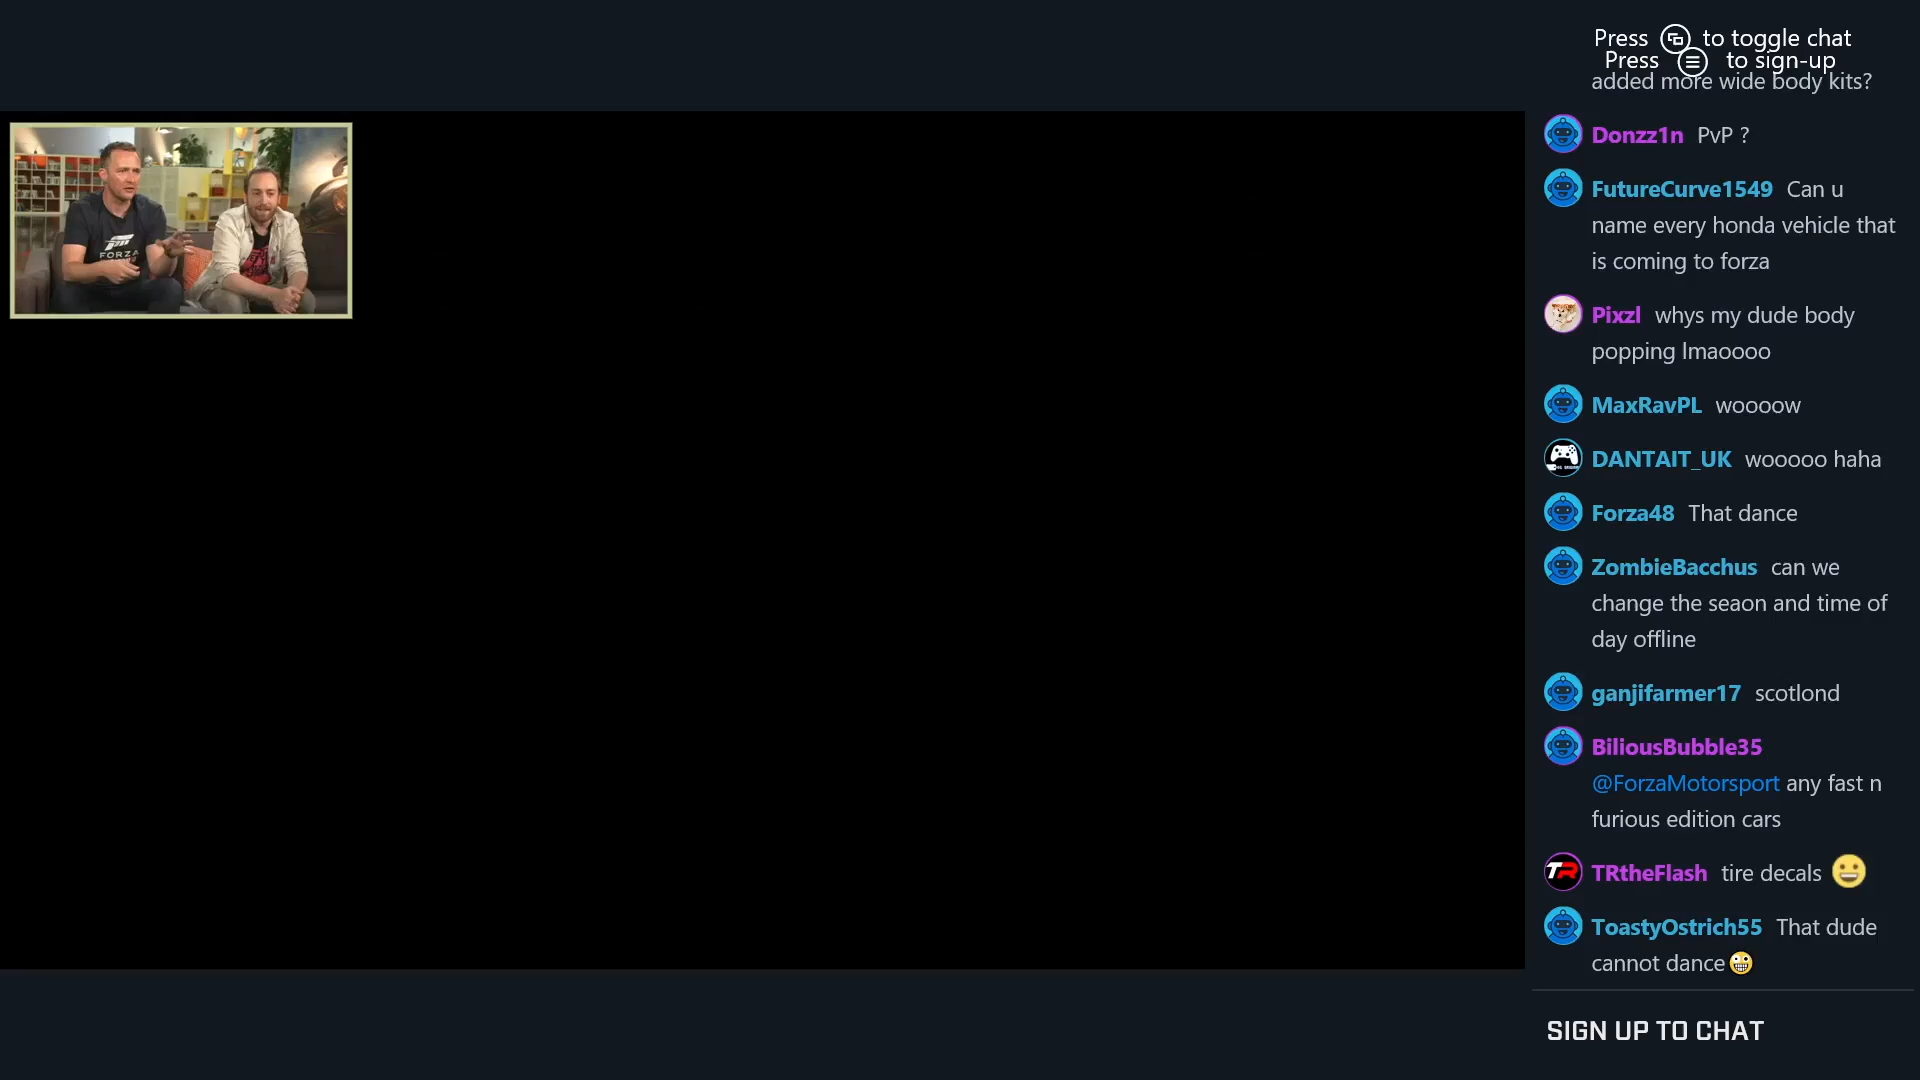 Press to toggle chat
Press to sign-up
added more wide body kits?
Donzz1n PvP ?
FutureCurve1549 Can u
name every honda vehicle that
is coming to forza
Pixzl whys my dude body
popping lmaoooo
MaxRavPL woooow
DANTAIT_UK wooooo haha
Forza48 That dance
ZombieBacchus can we
change the seaon and time of
day offline
ganjifarmer17 scotlond
BiliousBubble35
@ForzaMotorsport any fast n
furious edition cars
TRtheFlash tire decals
TR
ToastyOstrich55 That dude
cannot dance
SIGN UP TO CHAT
FORZA